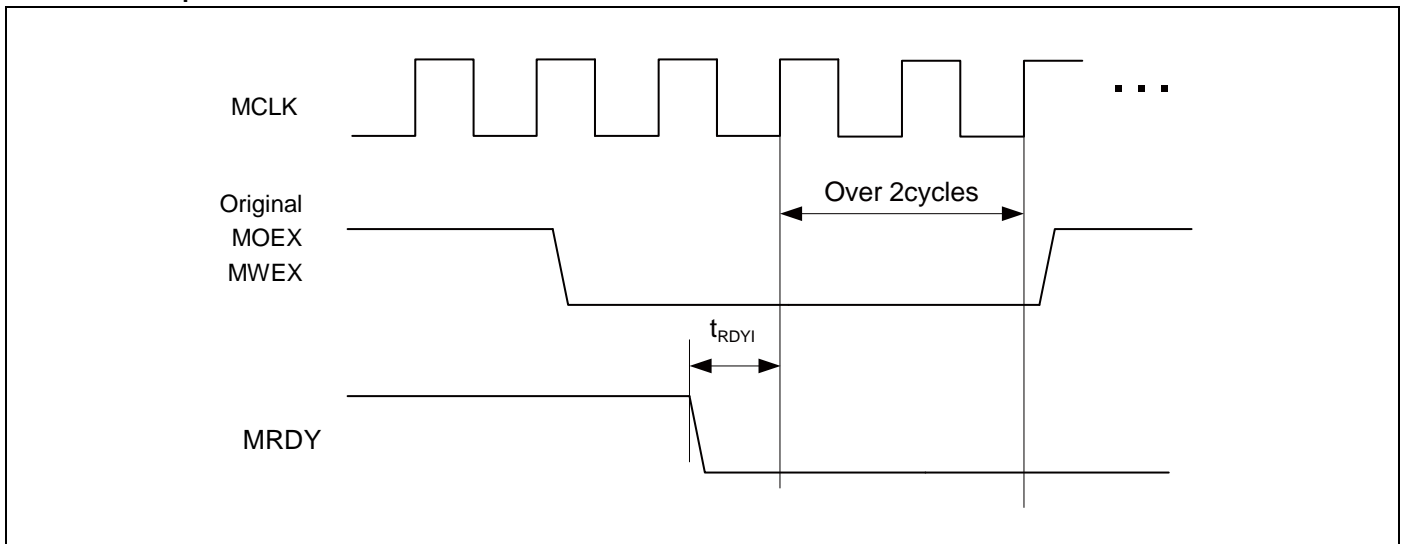 MCLK
Over 2cycles
Original
MOEX
MWEX
tRDYI
MRDY